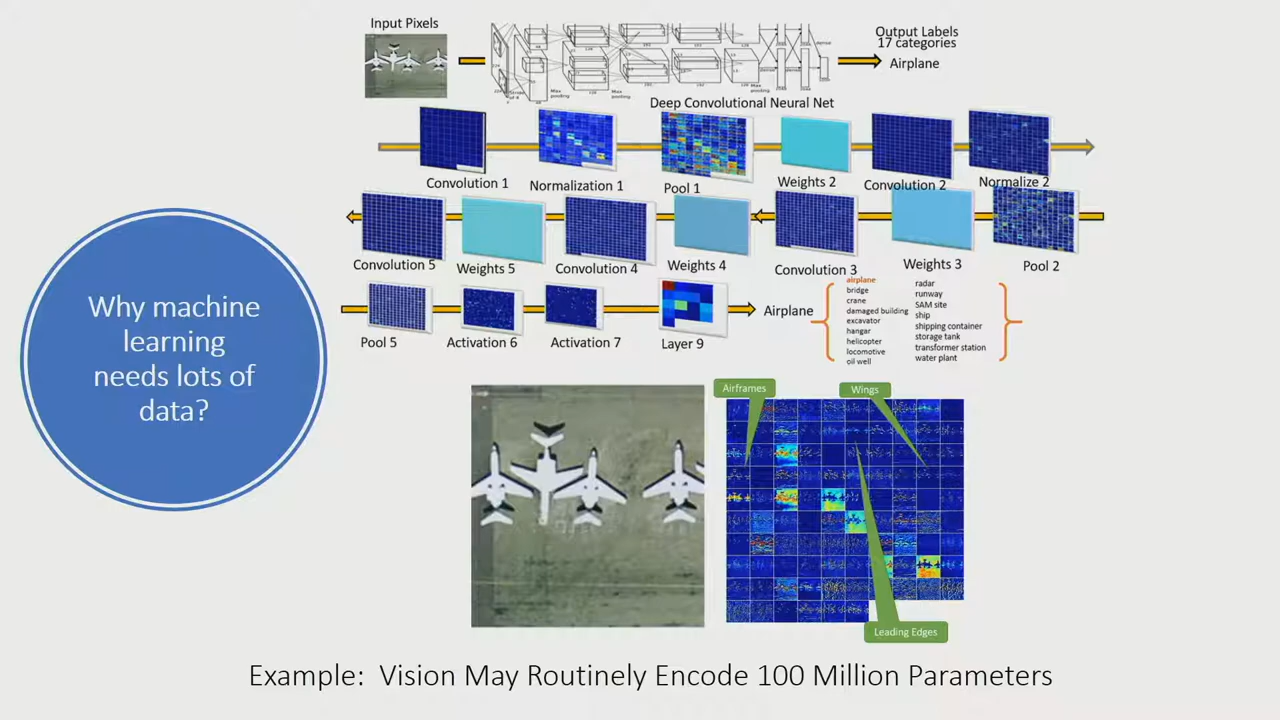 Input Pixels
Output Labels
17 categories
Airplane
Deep Convolutional Neural Net
Convolution 1
Normalization 1
Pool 1
Weights 2
Convolution 2
Normalize 2
Convolution 5
Weights 5
Convolution 4
Weights 4
Convolution 3
Weights 3
Pool 2
Pool 5
Activation 6
Activation 7
Layer 9
Airplane
airplane
bridge
crane
damaged building
excavator
hangar
helicopter
locomotive
oil well
radar
runway
SAM site
ship
shipping container
storage tank
transformer station
water plant
Why machine
learning
needs lots of
data?
Airframes
Wings
Leading Edges
Example: Vision May Routinely Encode 100 Million Parameters